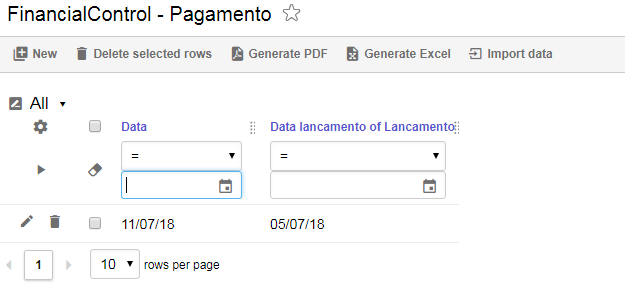 FinancialControl - Pagamento
New Delete selected rows Generate PDF Generate Excel Import data
All
Data Data lancamento of Lancamento
= =
11/07/18 05/07/18
1 10 rows per page